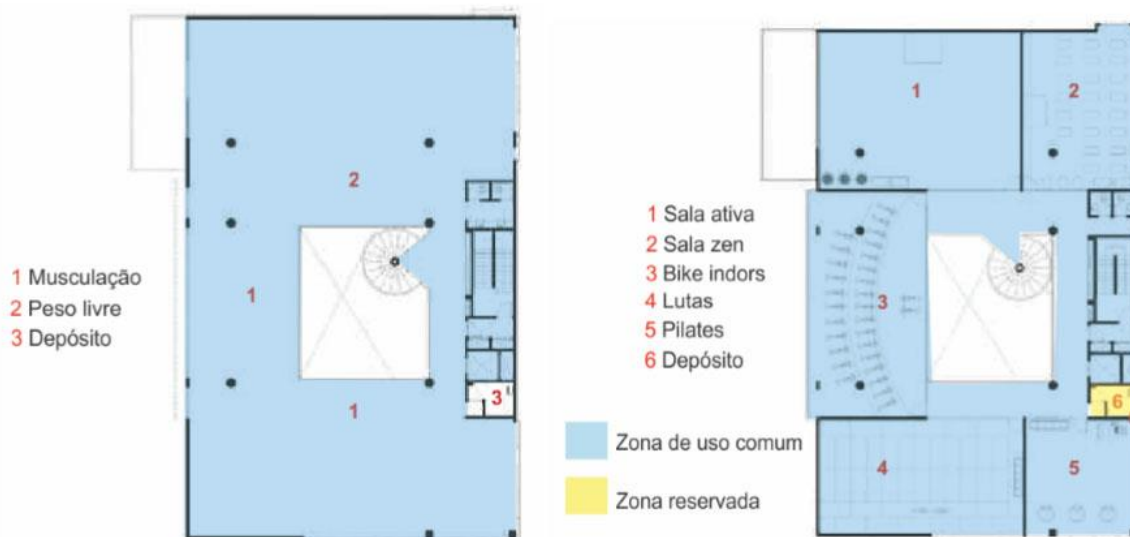 1
2
2
1 Sala ativa
2 Sala zen
3 Bike indors
4 Lutas
5 Pilates
6 Depósito
1 Musculação
2 Peso livre
3 Depósito
1
3
1
3
6
Zona de uso comum
Zona reservada
4
5